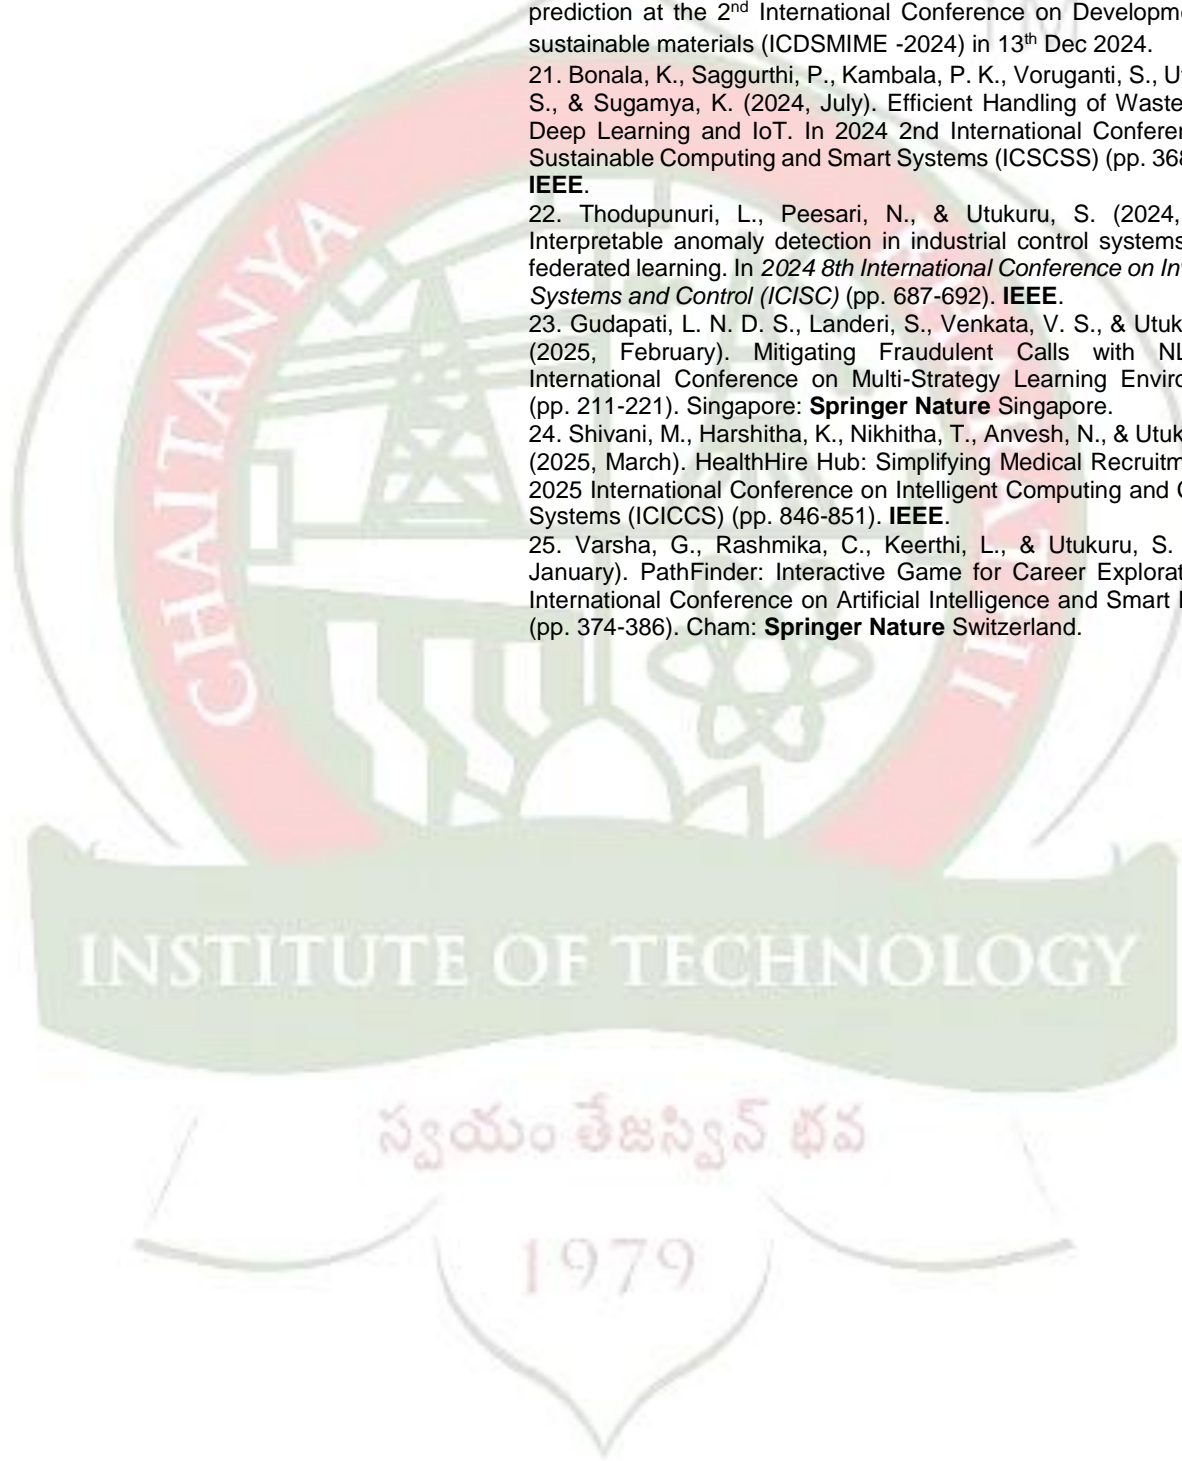 prediction at the 2nd International Conference on Developm
sustainable materials (ICDSMIME -2024) in 13th Dec 2024.
21. Bonala, K., Saggurthi, P., Kambala, P. K., Voruganti, S., U
S., & Sugamya, K. (2024, July). Efficient Handling of Waste
Deep Learning and IoT. In 2024 2nd International Conferen
Sustainable Computing and Smart Systems (ICSCSS) (pp. 368
IEEE.
22. Thodupunuri, L., Peesari, N., & Utukuru, S. (2024,
Interpretable anomaly detection in industrial control systems
federated learning. In 2024 8th International Conference on In
Systems and Control (ICISC) (pp. 687-692). IEEE.
23. Gudapati, L. N. D. S., Landeri, S., Venkata, V. S., & Utuk
(2025, February). Mitigating Fraudulent Calls with NL
International Conference on Multi-Strategy Learning Enviro
(pp. 211-221). Singapore: Springer Nature Singapore.
24. Shivani, M., Harshitha, K., Nikhitha, T., Anvesh, N., & Utuk
(2025, March). HealthHire Hub: Simplifying Medical Recruitm
2025 International Conference on Intelligent Computing and C
Systems (ICICCS) (pp. 846-851). IEEE.
25. Varsha, G., Rashmika, C., Keerthi, L., & Utukuru, S.
January). PathFinder: Interactive Game for Career Explorat
International Conference on Artificial Intelligence and Smart
(pp. 374-386). Cham: Springer Nature Switzerland.
CHAITANYA
INSTITUTE OF TECHNOLOGY
స్వయం తేజస్విన్ భవ
1979